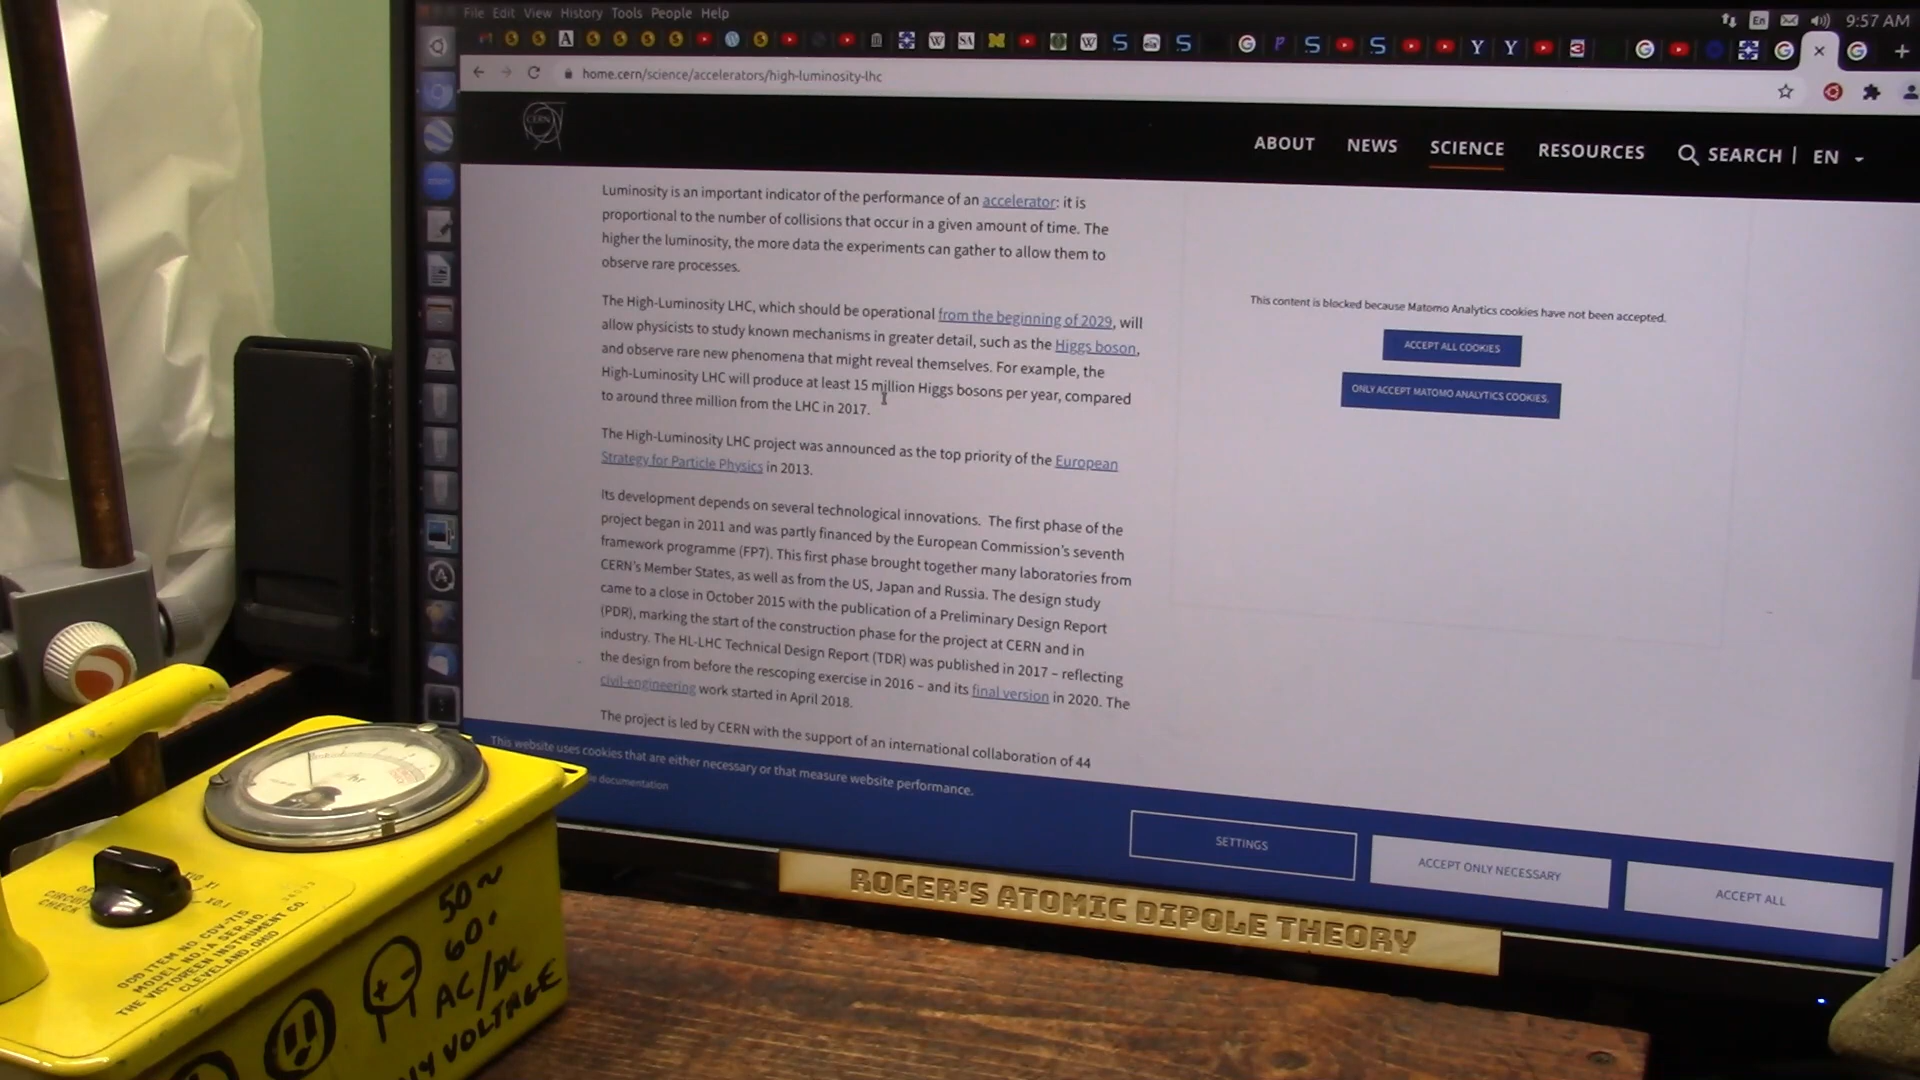 File Edit View History Tools People Help
En
9:57 AM
home.cern/science/accelerators/high-luminosity-lhc
CERN
ABOUT NEWS SCIENCE RESOURCES SEARCH | EN
Luminosity is an important indicator of the performance of an accelerator: it is
proportional to the number of collisions that occur in a given amount of time. The
higher the luminosity, the more data the experiments can gather to allow them to
observe rare processes.
The High-Luminosity LHC, which should be operational from the beginning of 2029, will
allow physicists to study known mechanisms in greater detail, such as the Higgs boson,
and observe rare new phenomena that might reveal themselves. For example, the
High-Luminosity LHC will produce at least 15 million Higgs bosons per year, compared
to around three million from the LHC in 2017.
The High-Luminosity LHC project was announced as the top priority of the European
Strategy for Particle Physics in 2013.
Its development depends on several technological innovations. The first phase of the
project began in 2011 and was partly financed by the European Commission's seventh
framework programme (FP7). This first phase brought together many laboratories from
CERN's Member States, as well as from the US, Japan and Russia. The design study
came to a close in October 2015 with the publication of a Preliminary Design Report
(PDR), marking the start of the construction phase for the project at CERN and in
industry. The HL-LHC Technical Design Report (TDR) was published in 2017 – reflecting
the design from before the rescoping exercise in 2016 – and its final version in 2020. The
civil-engineering work started in April 2018.
The project is led by CERN with the support of an international collaboration of 44
This content is blocked because Matomo Analytics cookies have not been accepted.
ACCEPT ALL COOKIES
ONLY ACCEPT MATOMO ANALYTICS COOKIES.
This website uses cookies that are either necessary or that measure website performance.
documentation
SETTINGS
ACCEPT ONLY NECESSARY
ACCEPT ALL
ROGER'S ATOMIC DIPOLE THEORY
CIRCUIT
CHECK
OCD ITEM NO. CDV-715
MODEL NO. 1A SER. NO.
THE VICTOREEN INSTRUMENT CO.
CLEVELAND, OHIO
50~
60~
+ -
AC/DC
VOLTAGE